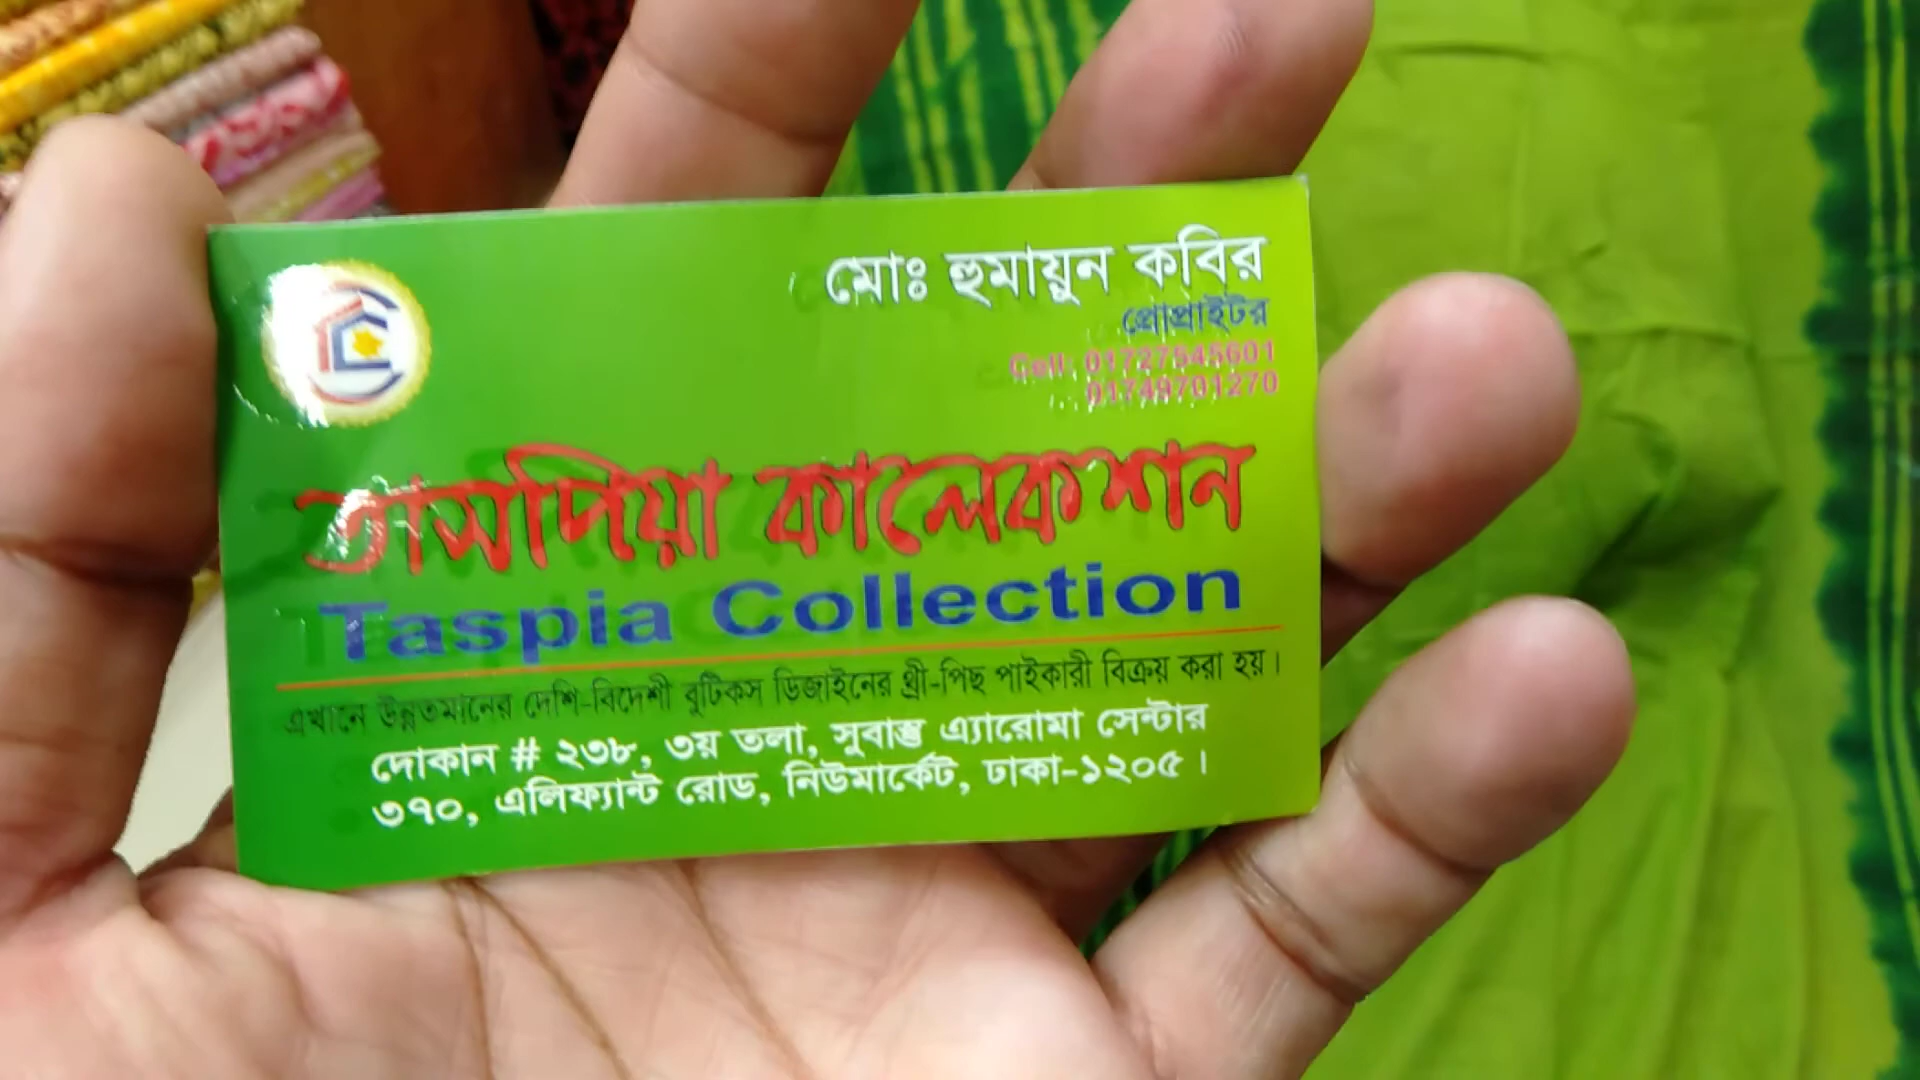 মোঃ হুমায়ুন কবির
প্রোপ্রাইটর
Cell: 01727545601
01749701270
তাসপিয়া কালেকশন
Taspia Collection
এখানে উন্নতমানের দেশি-বিদেশী বুটিকস ডিজাইনের থ্রী-পিছ পাইকারী বিক্রয় করা হয়।
দোকান # ২৩৮, ৩য় তলা, সুবাস্তু এ্যারোমা সেন্টার
৩৭০, এলিফ্যান্ট রোড, নিউমার্কেট, ঢাকা-১২০৫।